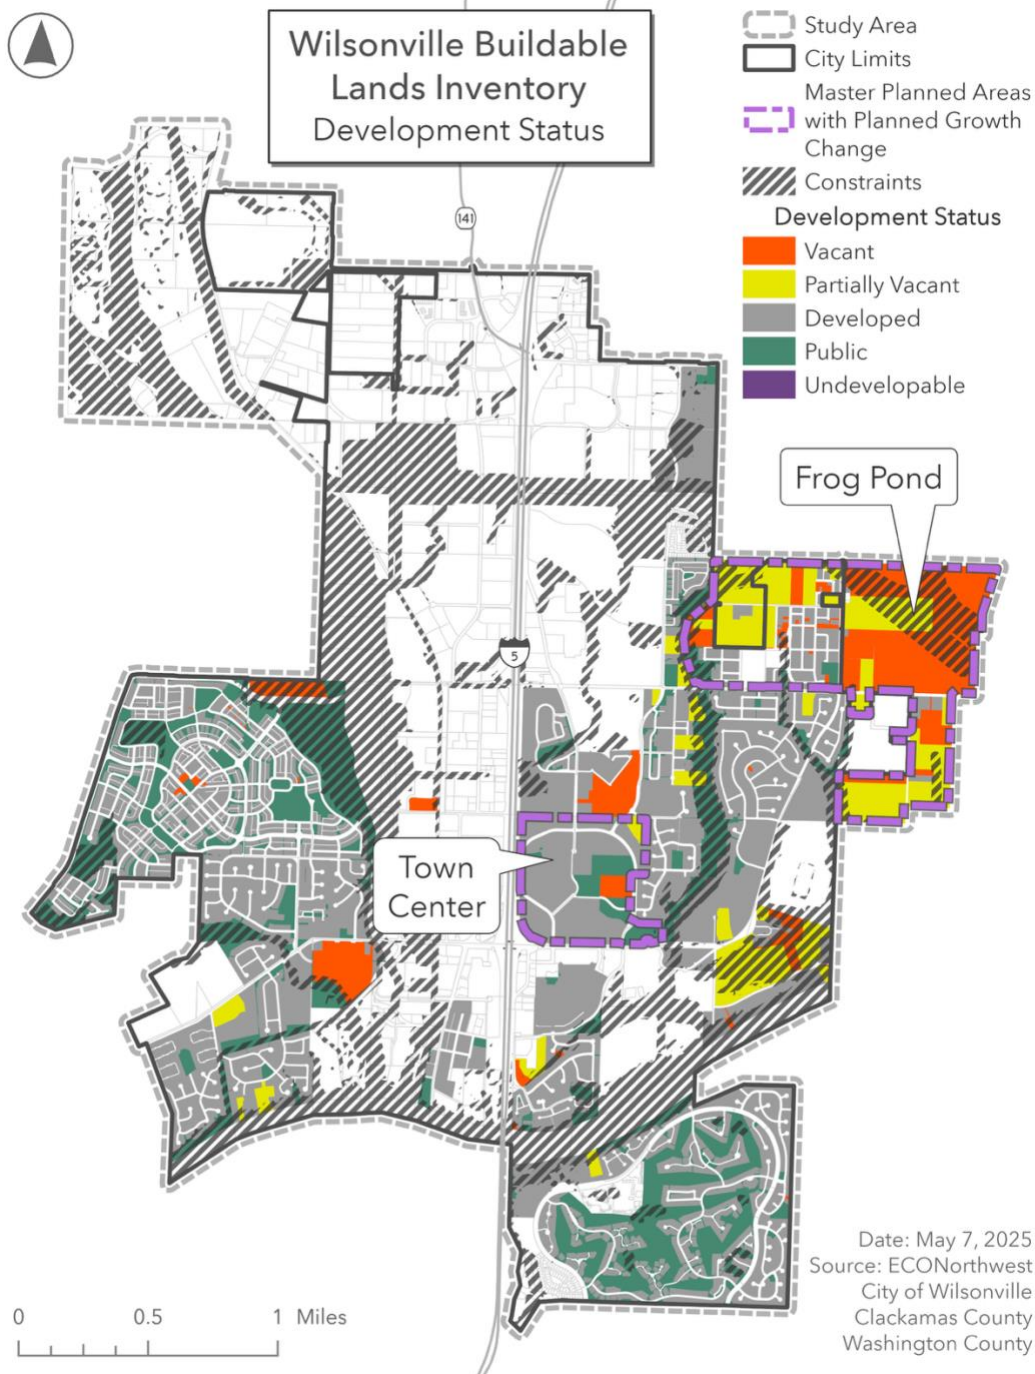 Wilsonville Buildable
Lands Inventory
Development Status
Study Area
City Limits
Master Planned Areas
with Planned Growth
Change
Constraints
Development Status
Vacant
Partially Vacant
Developed
Public
Undevelopable
141
Frog Pond
5
Town
Center
Date: May 7, 2025
Source: ECONorthwest
City of Wilsonville
Clackamas County
Washington County
0 0.5 1 Miles